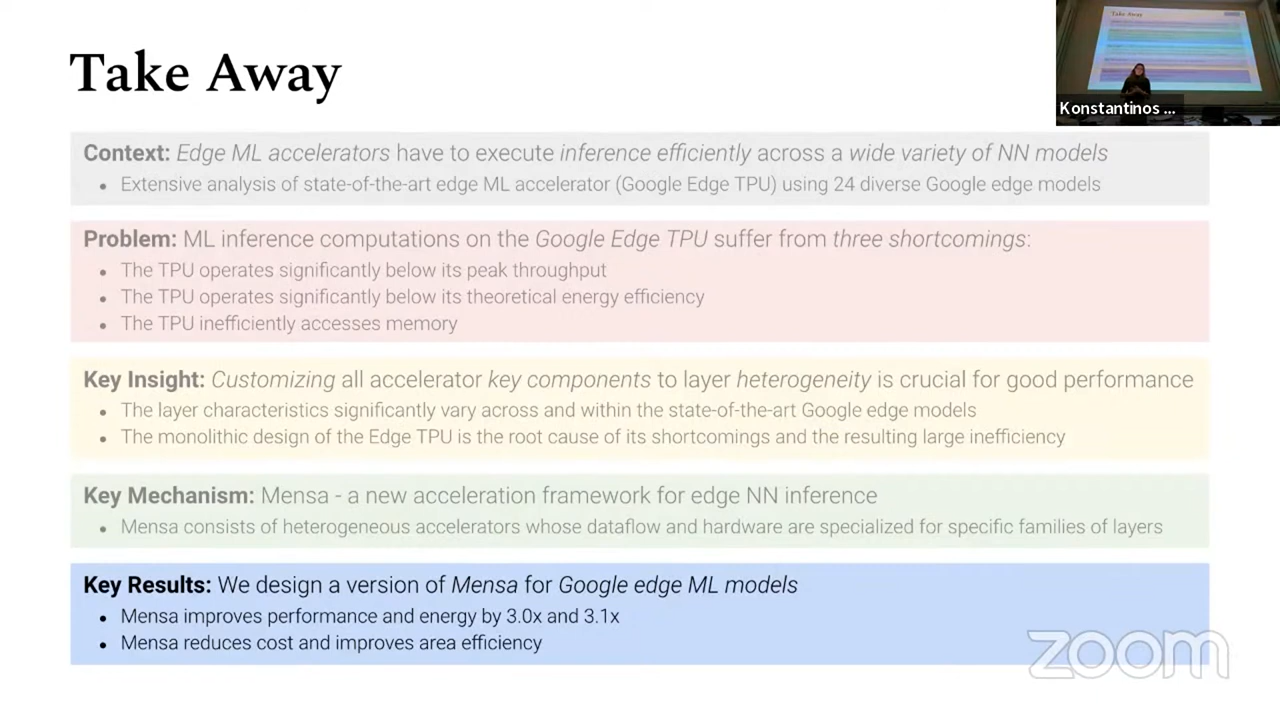 Take Away
Take Away
Konstantinos ...
Context: Edge ML accelerators have to execute inference efficiently across a wide variety of NN models
• Extensive analysis of state-of-the-art edge ML accelerator (Google Edge TPU) using 24 diverse Google edge models
Problem: ML inference computations on the Google Edge TPU suffer from three shortcomings:
• The TPU operates significantly below its peak throughput
• The TPU operates significantly below its theoretical energy efficiency
• The TPU inefficiently accesses memory
Key Insight: Customizing all accelerator key components to layer heterogeneity is crucial for good performance
• The layer characteristics significantly vary across and within the state-of-the-art Google edge models
• The monolithic design of the Edge TPU is the root cause of its shortcomings and the resulting large inefficiency
Key Mechanism: Mensa - a new acceleration framework for edge NN inference
• Mensa consists of heterogeneous accelerators whose dataflow and hardware are specialized for specific families of layers
Key Results: We design a version of Mensa for Google edge ML models
• Mensa improves performance and energy by 3.0x and 3.1x
• Mensa reduces cost and improves area efficiency
zoom